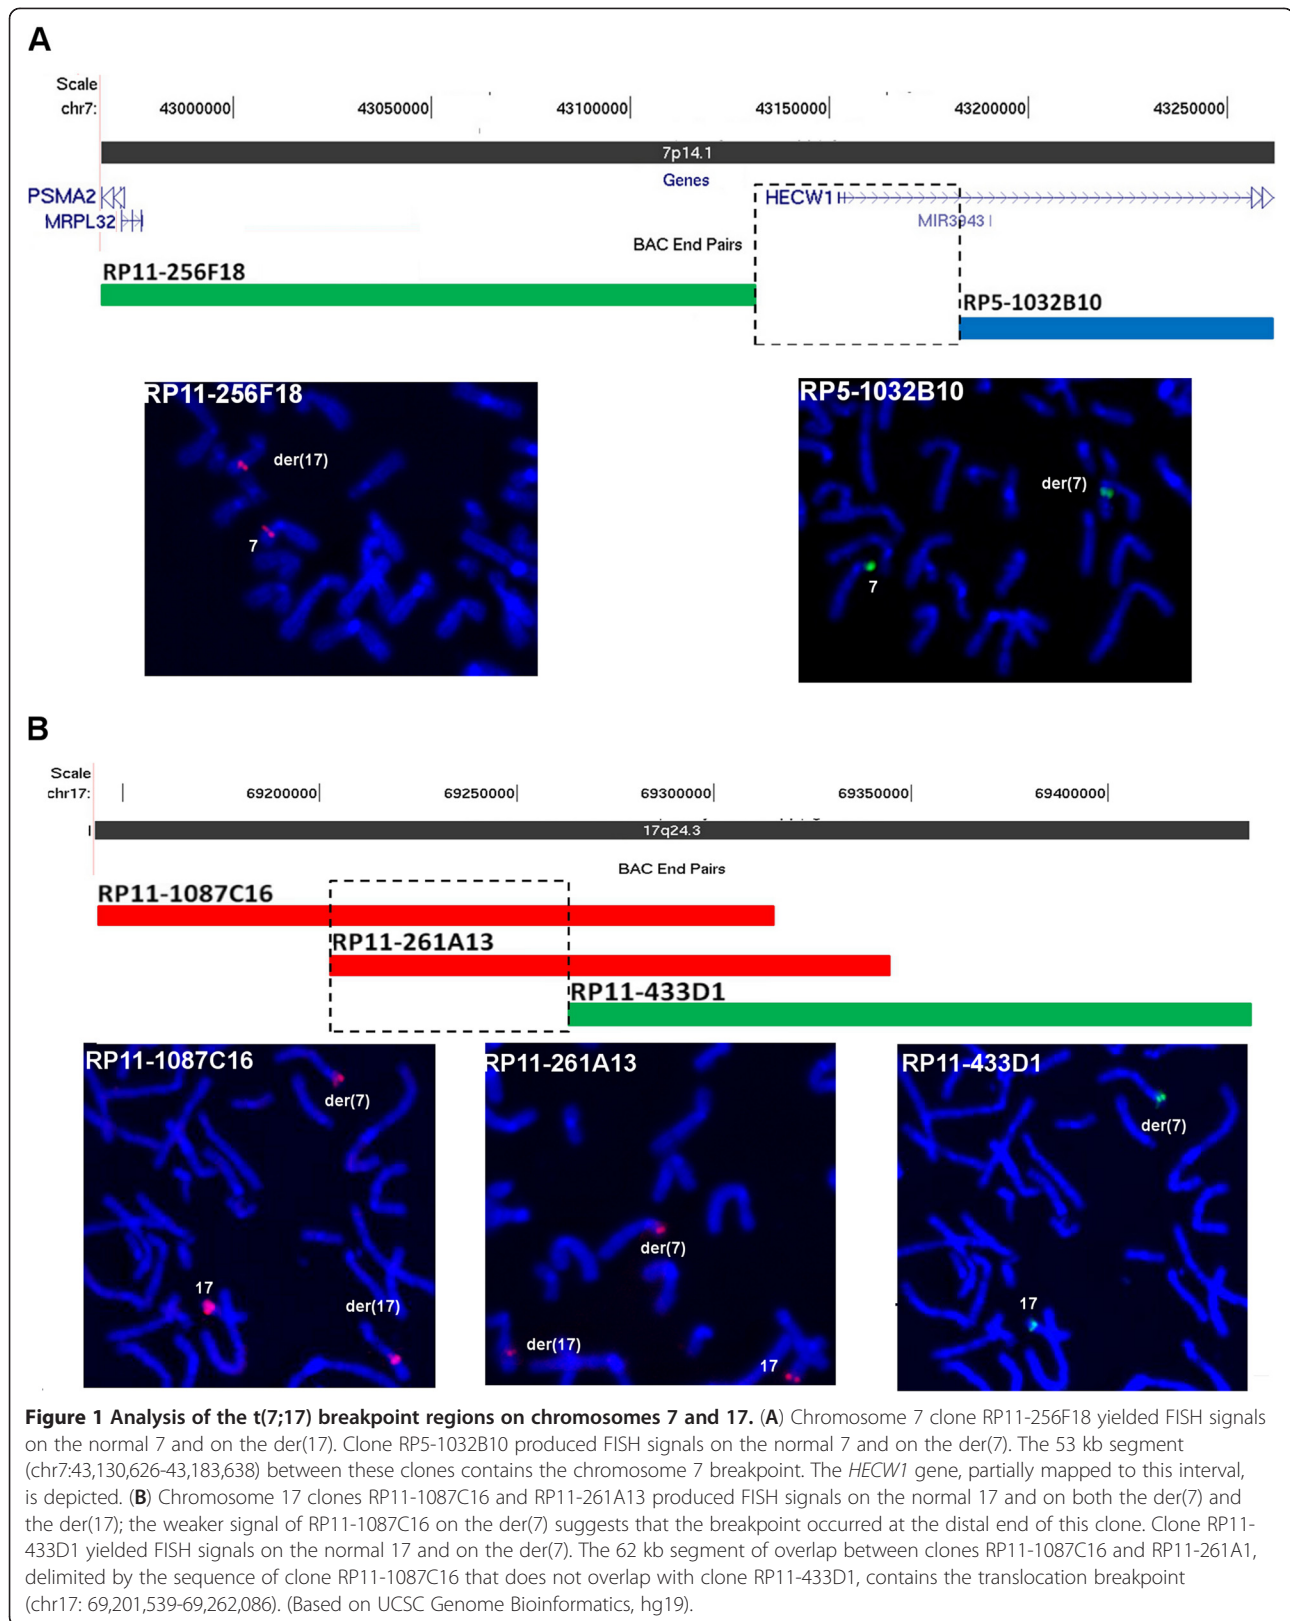 A
Scale
chr7: 43000000 43050000 43100000 43150000 43200000 43250000
7p14.1
Genes
PSMA2 HECW1
MRPL32 MIR3943
BAC End Pairs
RP11-256F18
RP5-1032B10
RP11-256F18 RP5-1032B10
der(17)
der(7)
7
7
B
Scale
chr17: 69200000 69250000 69300000 69350000 69400000
17q24.3
BAC End Pairs
RP11-1087C16
RP11-261A13
RP11-433D1
RP11-1087C16 RP11-261A13 RP11-433D1
der(7)
der(7)
der(7)
17
der(17)
17
der(17)
17
Figure 1 Analysis of the t(7;17) breakpoint regions on chromosomes 7 and 17. (A) Chromosome 7 clone RP11-256F18 yielded FISH signals
on the normal 7 and on the der(17). Clone RP5-1032B10 produced FISH signals on the normal 7 and on the der(7). The 53 kb segment
(chr7:43,130,626-43,183,638) between these clones contains the chromosome 7 breakpoint. The HECW1 gene, partially mapped to this interval,
is depicted. (B) Chromosome 17 clones RP11-1087C16 and RP11-261A13 produced FISH signals on the normal 17 and on both the der(7) and
the der(17); the weaker signal of RP11-1087C16 on the der(7) suggests that the breakpoint occurred at the distal end of this clone. Clone RP11-
433D1 yielded FISH signals on the normal 17 and on the der(7). The 62 kb segment of overlap between clones RP11-1087C16 and RP11-261A1,
delimited by the sequence of clone RP11-1087C16 that does not overlap with clone RP11-433D1, contains the translocation breakpoint
(chr17: 69,201,539-69,262,086). (Based on UCSC Genome Bioinformatics, hg19).